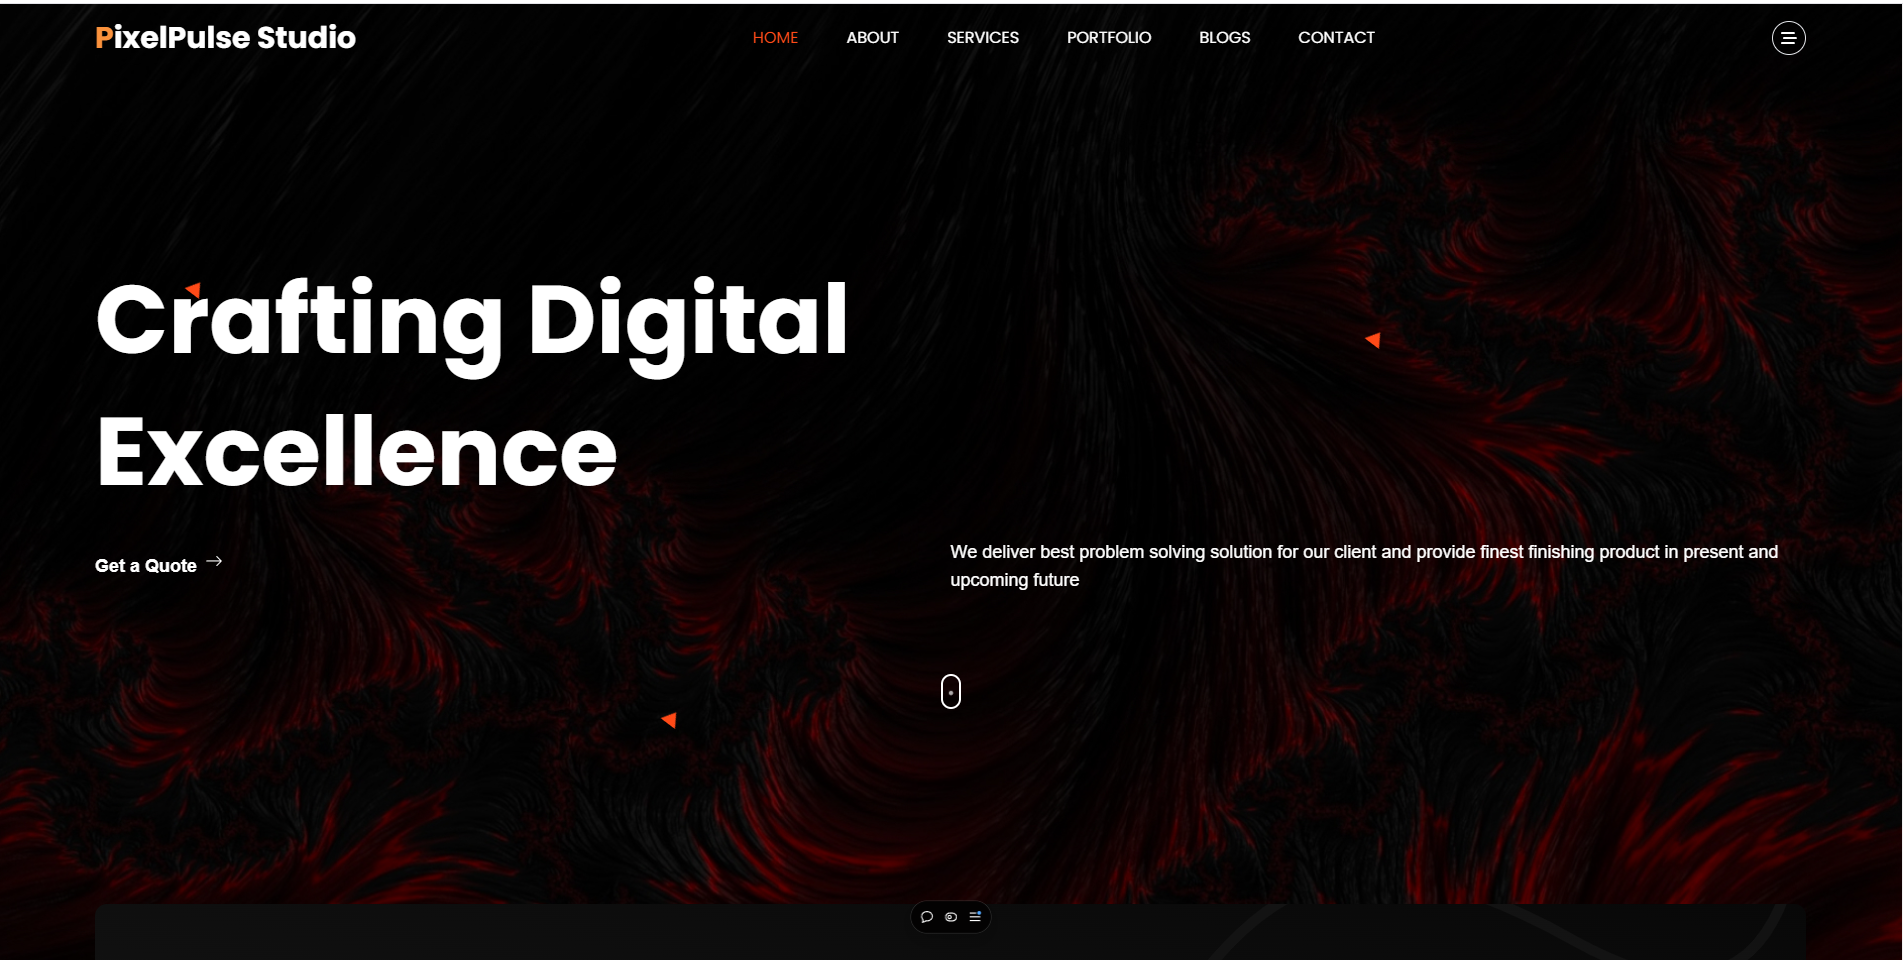 PixelPulse Studio
HOME
ABOUT
SERVICES
PORTFOLIO
BLOGS
CONTACT
Crafting Digital
Excellence
Get a Quote
We deliver best problem solving solution for our client and provide finest finishing product in present and
upcoming future